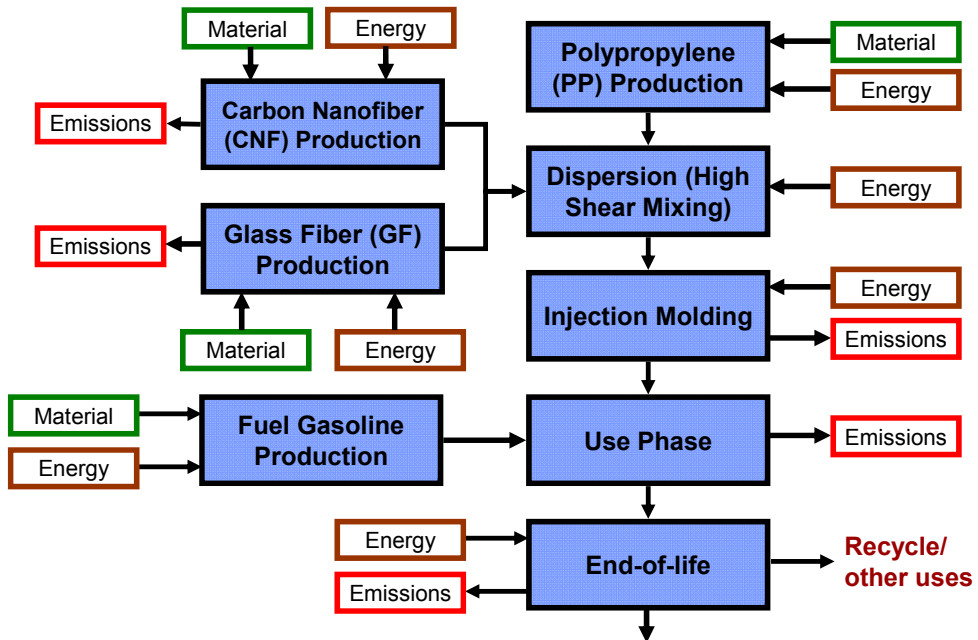 Material
Energy
Emissions
Carbon Nanofiber
(CNF) Production
Emissions
Glass Fiber (GF)
Production
Material
Energy
Polypropylene
(PP) Production
Material
Energy
Dispersion (High
Shear Mixing)
Energy
Injection Molding
Energy
Emissions
Material
Energy
Fuel Gasoline
Production
Use Phase
Emissions
Energy
Emissions
End-of-life
Recycle/
other uses